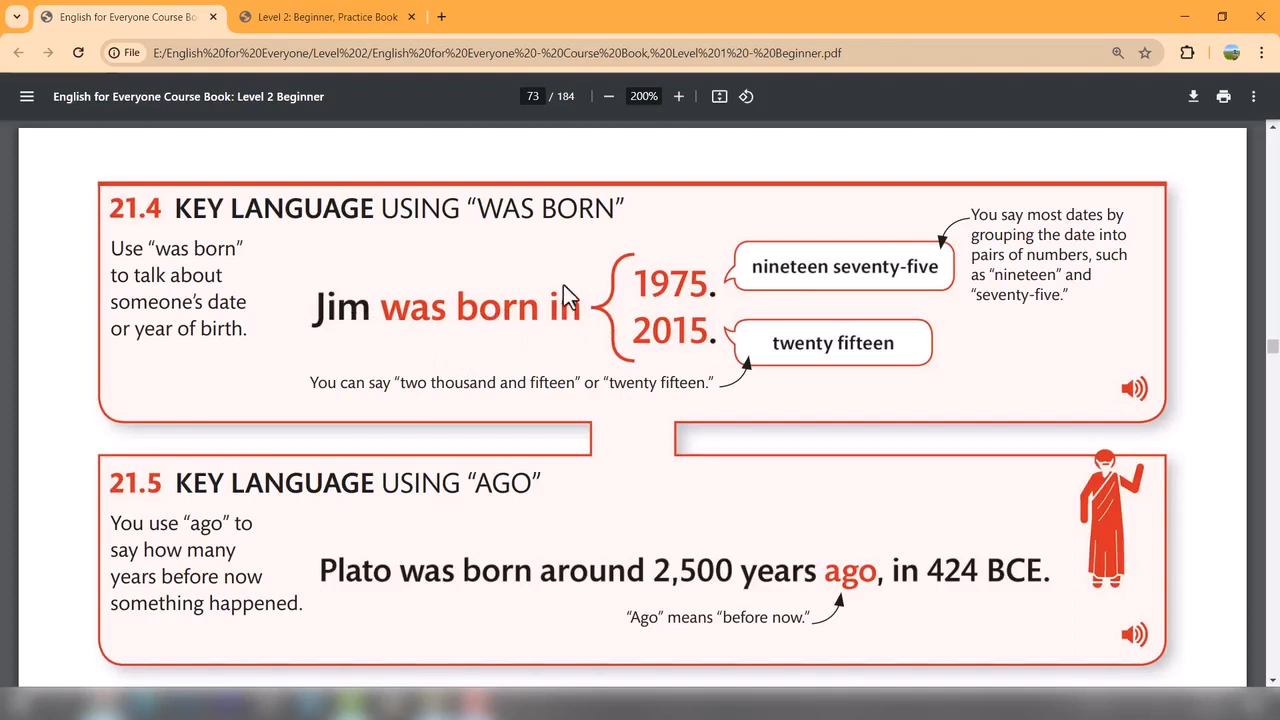 English for Everyone Course Bo
Level 2: Beginner, Practice Book
File
E:/English%20for%20Everyone/Level%202/English%20for%20Everyone%20-%20Course%20Book,%20Level%201%20-%20Beginner.pdf
English for Everyone Course Book: Level 2 Beginner
73 / 184
200%
21.4 KEY LANGUAGE USING “WAS BORN”
Use “was born”
to talk about
someone’s date
or year of birth.
Jim was born in
1975.
2015.
nineteen seventy-five
twenty fifteen
You say most dates by
grouping the date into
pairs of numbers, such
as “nineteen” and
“seventy-five.”
You can say “two thousand and fifteen” or “twenty fifteen.”
21.5 KEY LANGUAGE USING “AGO”
You use “ago” to
say how many
years before now
something happened.
Plato was born around 2,500 years ago, in 424 BCE.
“Ago” means “before now.”